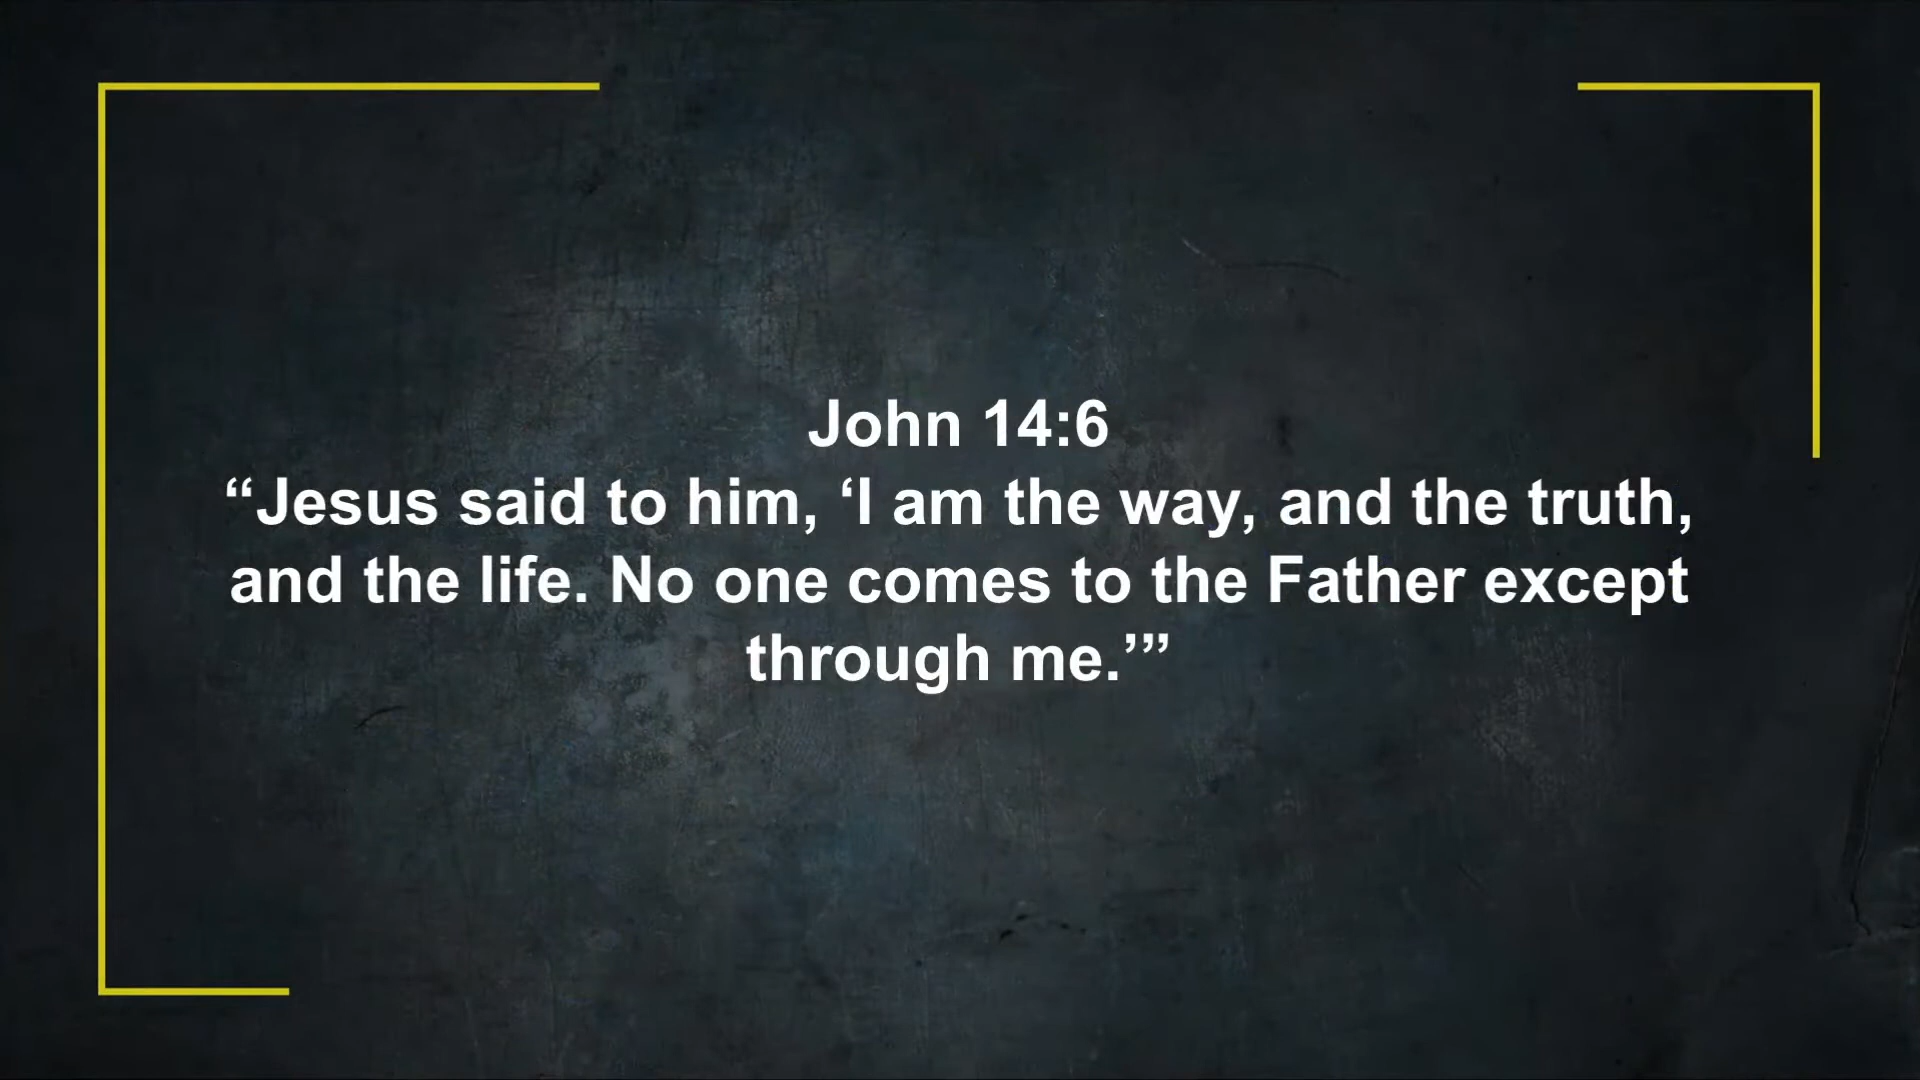 John 14:6
“Jesus said to him, ‘I am the way, and the truth,
and the life. No one comes to the Father except
through me.’”